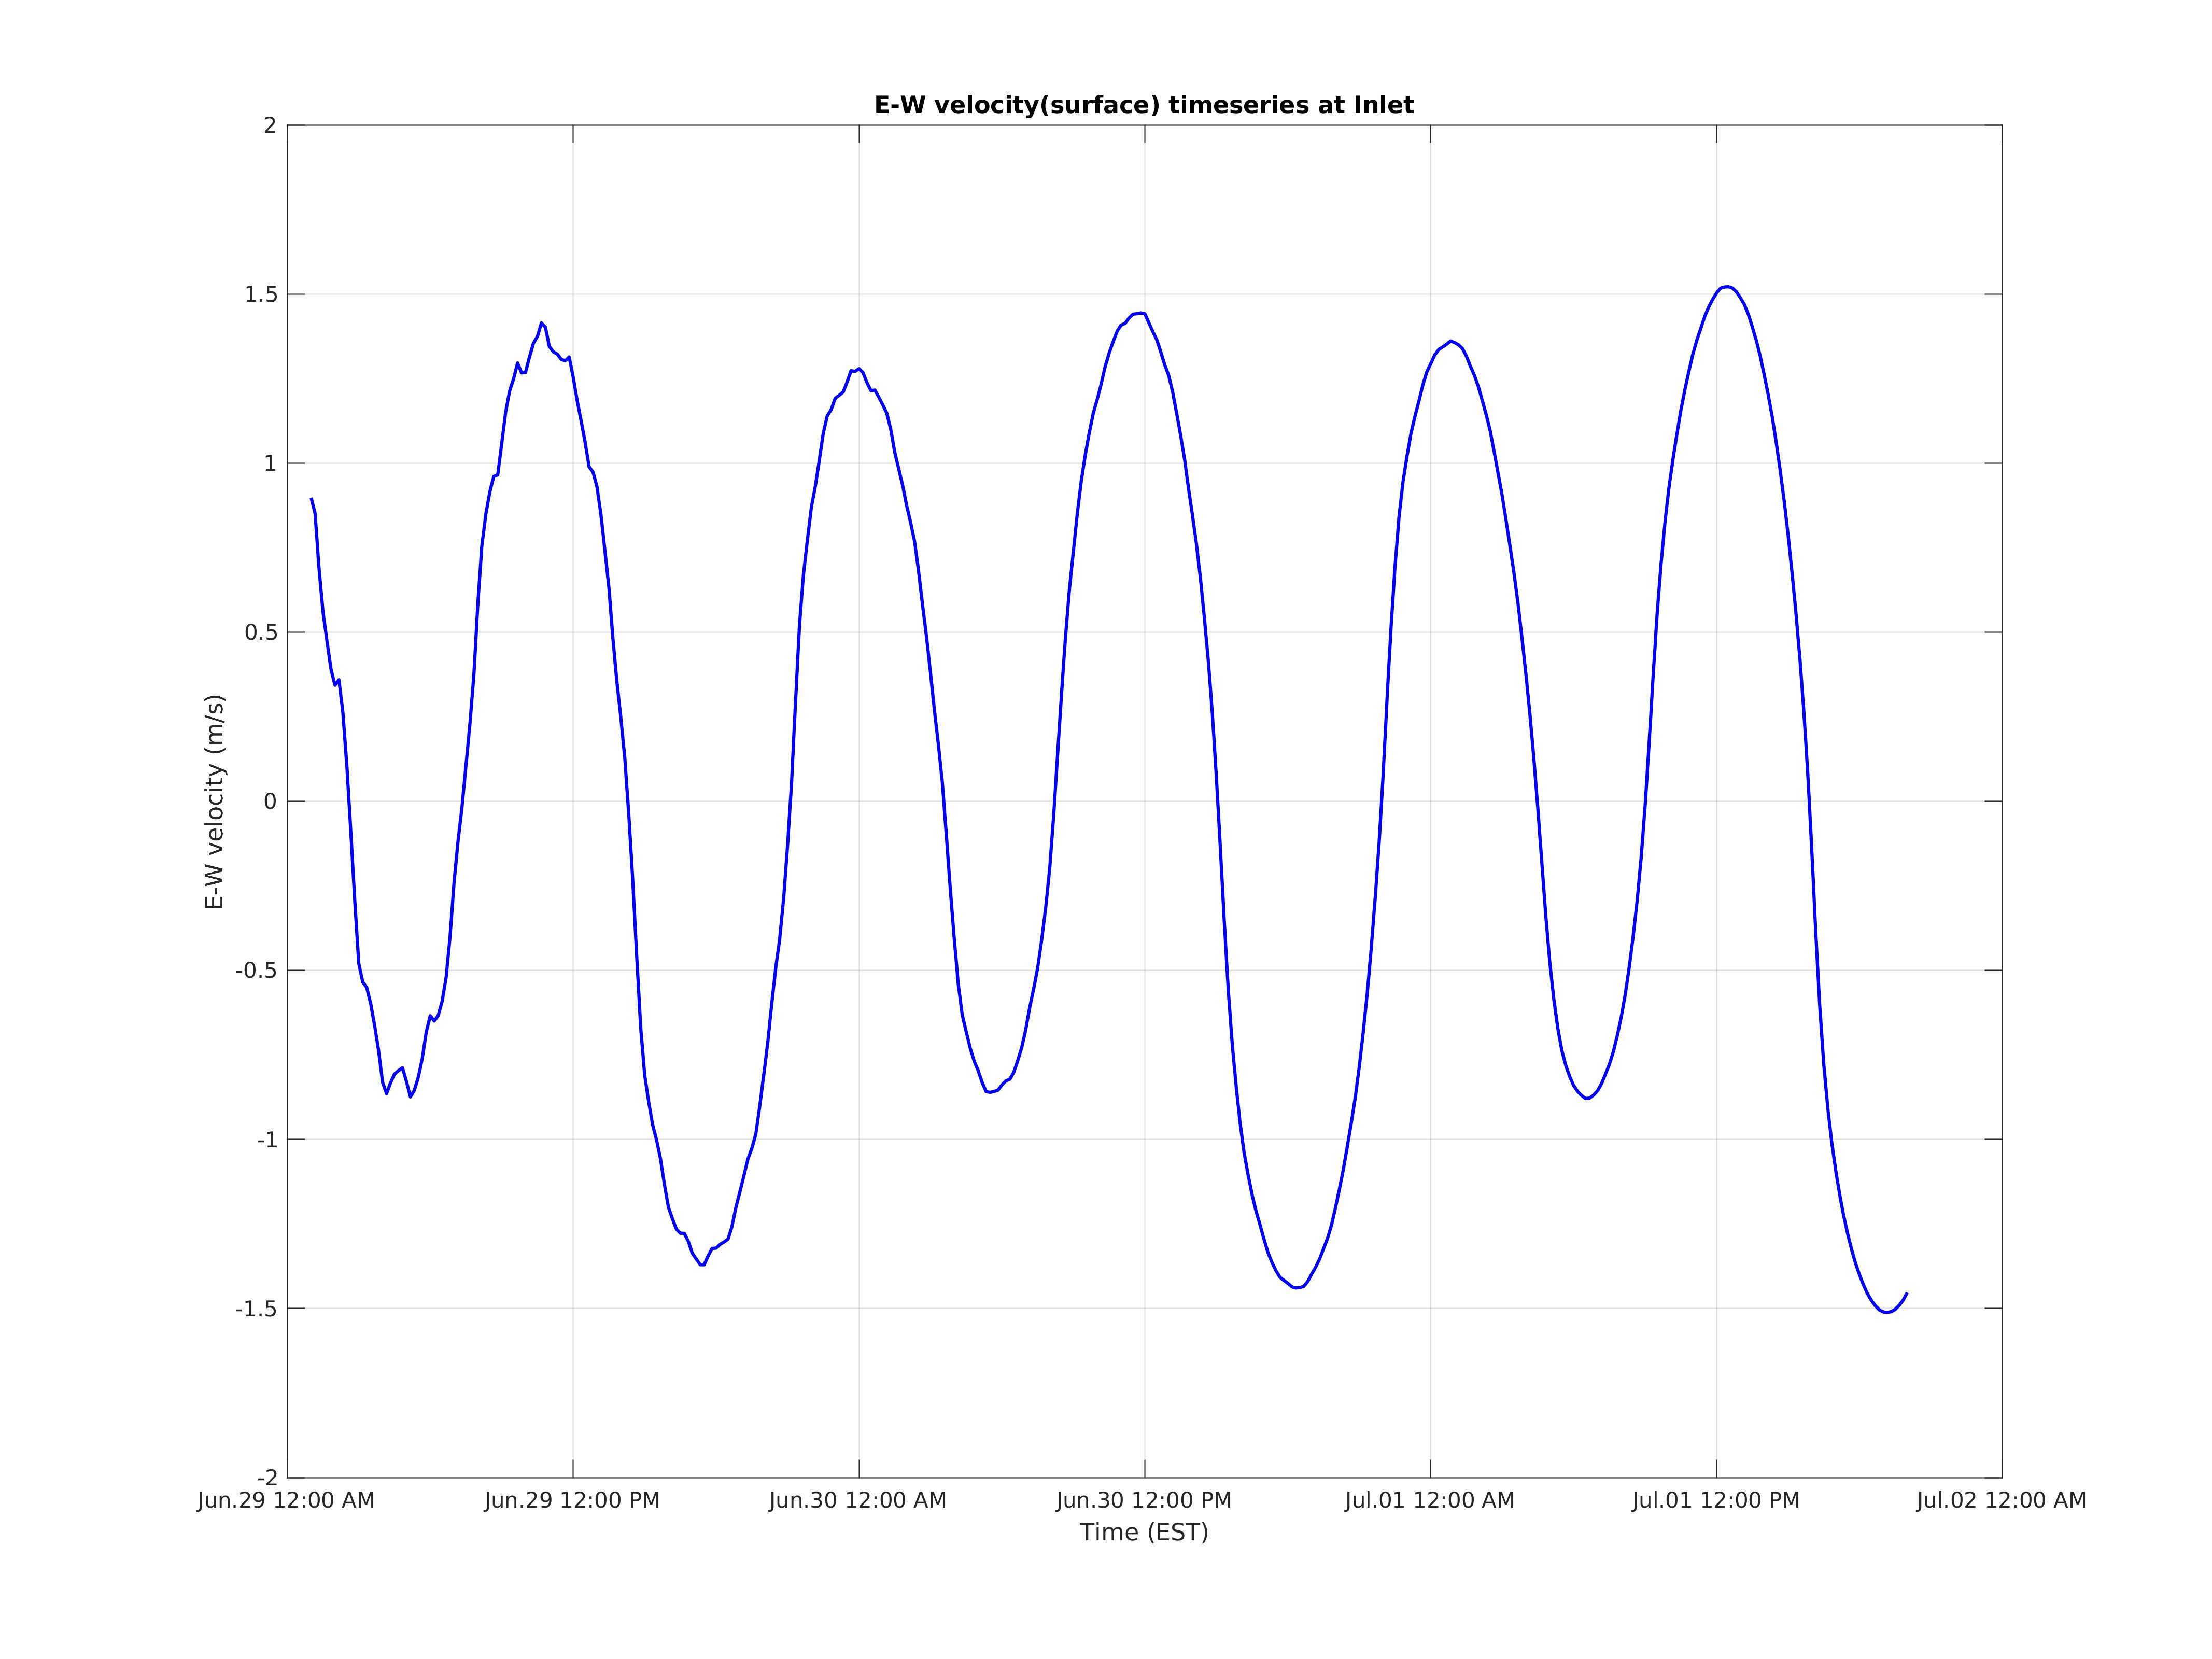 E-W velocity(surface) timeseries at Inlet
2
1.5
1
0.5
0
-0.5
-1
-1.5
-2
E-W velocity (m/s)
Jun.29 12:00 AM
Jun.29 12:00 PM
Jun.30 12:00 AM
Jun.30 12:00 PM
Jul.01 12:00 AM
Jul.01 12:00 PM
Jul.02 12:00 AM
Time (EST)